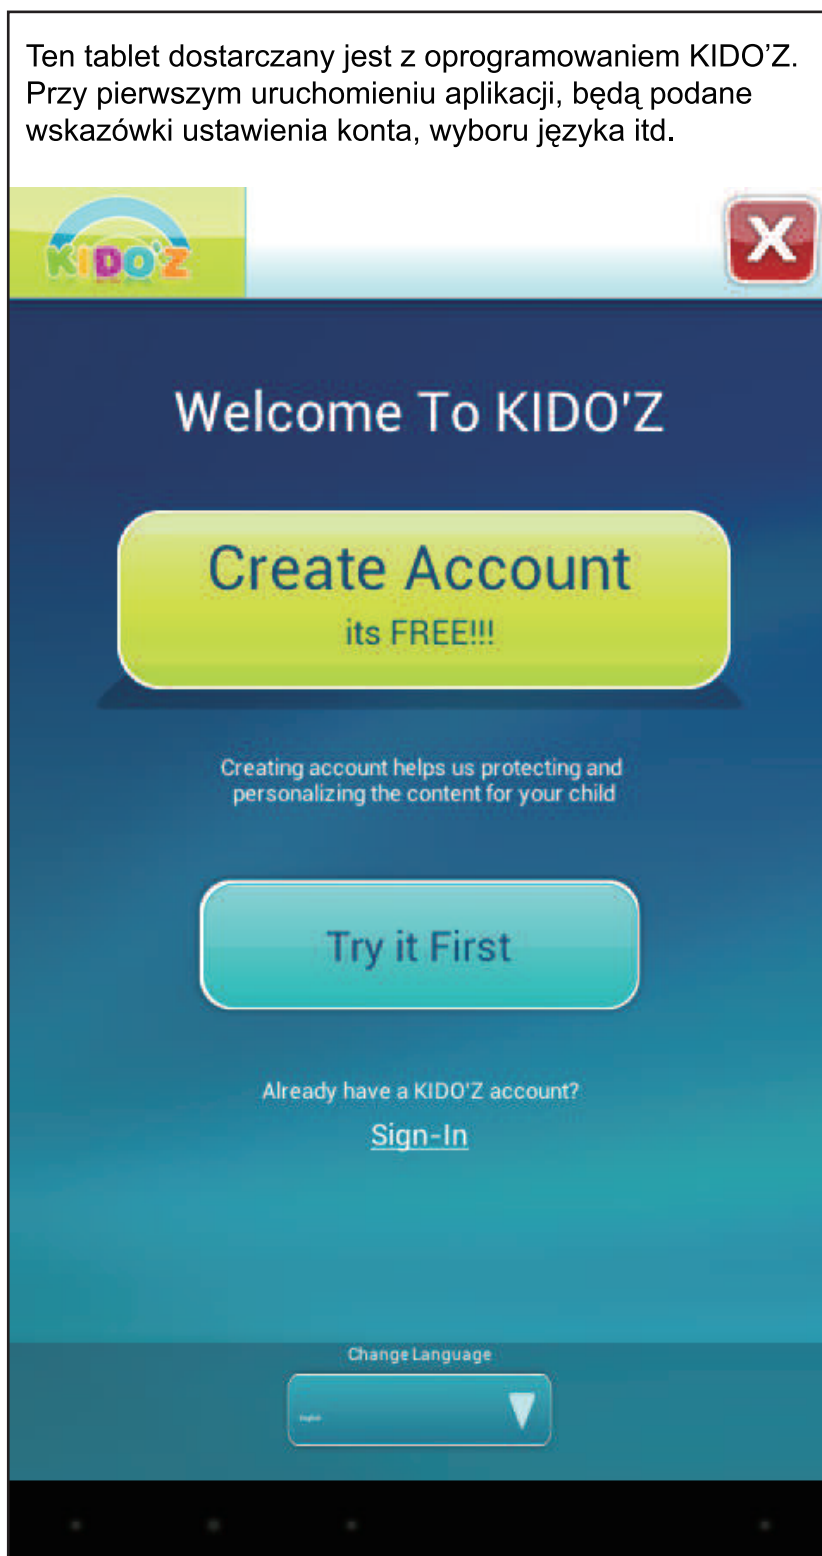 Ten tablet dostarczany jest z oprogramowaniem KIDO’Z.
Przy pierwszym uruchomieniu aplikacji, będą podane
wskazówki ustawienia konta, wyboru języka itd.
KIDO'Z
X
Welcome To KIDO'Z
Create Account
its FREE!!!
Creating account helps us protecting and
personalizing the content for your child
Try it First
Already have a KIDO'Z account?
Sign-In
Change Language
English